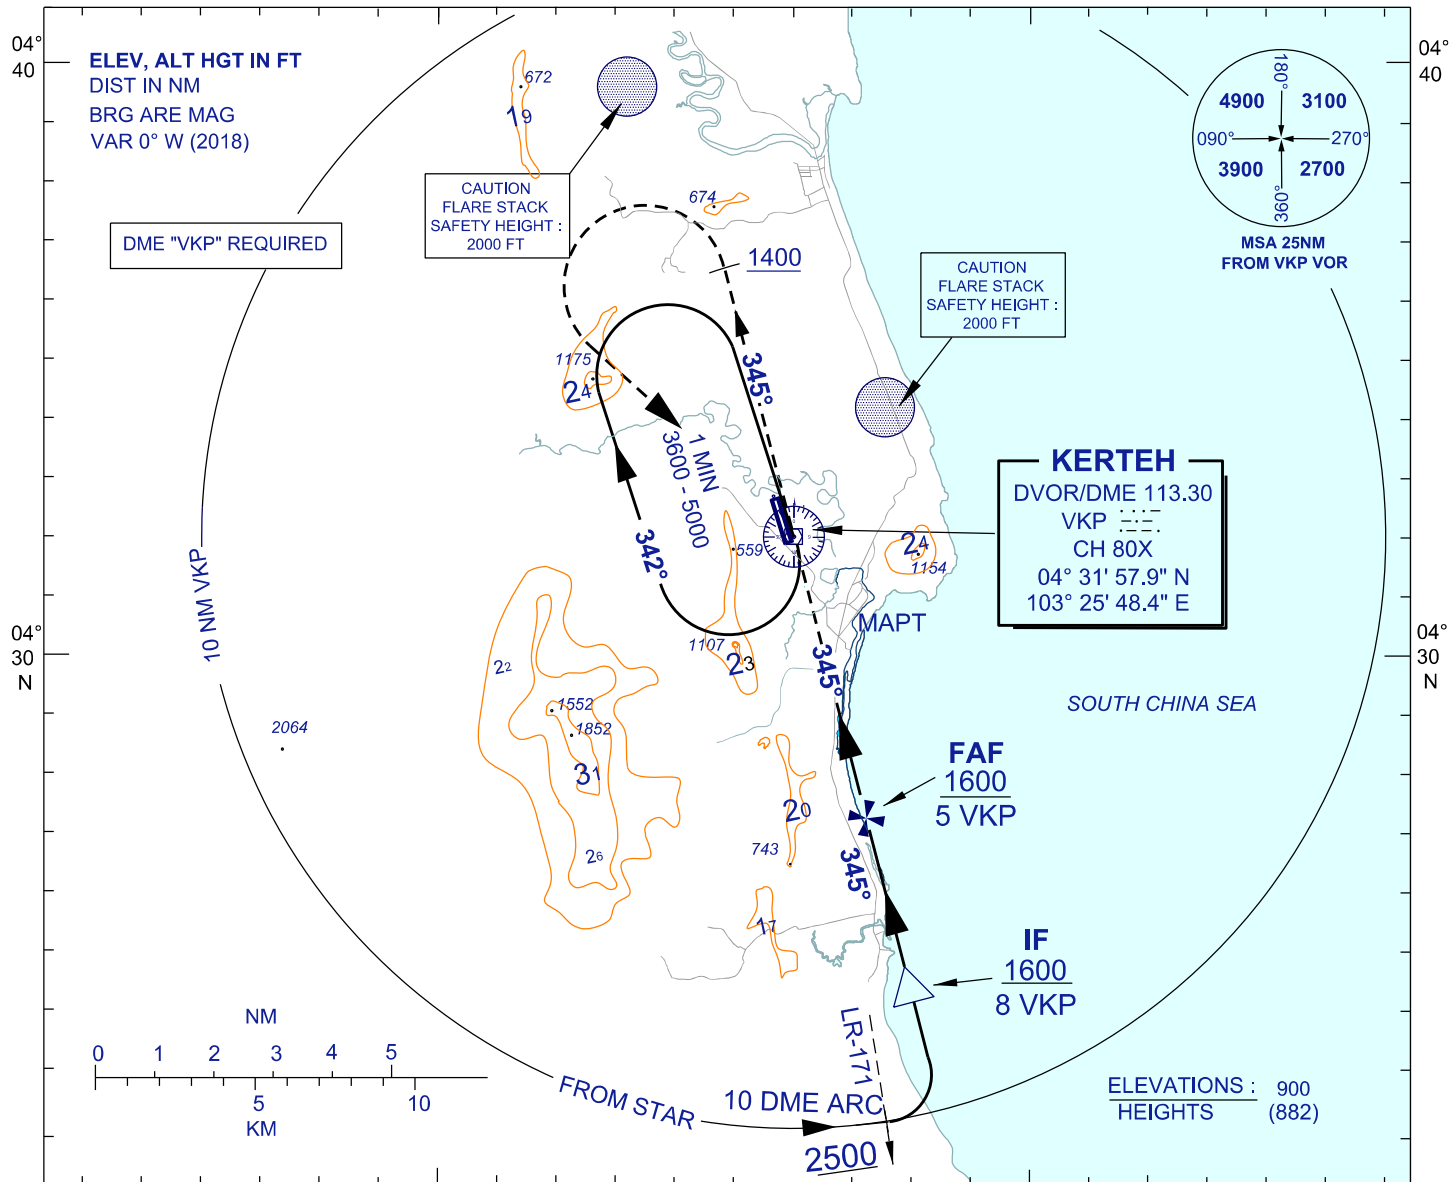 04°
40
ELEV, ALT HGT IN FT
DIST IN NM
BRG ARE MAG
VAR 0° W (2018)
DME "VKP" REQUIRED
672
19
CAUTION
FLARE STACK
SAFETY HEIGHT :
2000 FT
674
1400
CAUTION
FLARE STACK
SAFETY HEIGHT :
2000 FT
180°
4900
3100
090°
270°
3900
2700
360°
MSA 25NM
FROM VKP VOR
04°
40
1175
24
345°
1 MIN
3600 - 5000
342°
559
24
1154
KERTEH
DVOR/DME 113.30
VKP
CH 80X
04° 31' 57.9" N
103° 25' 48.4" E
MAPT
10 NM VKP
04°
30
N
04°
30
N
1107
23
345°
22
1552
1852
31
26
2064
SOUTH CHINA SEA
FAF
1600
5 VKP
20
743
345°
17
IF
1600
8 VKP
LR-171
NM
0 1 2 3 4 5
5 10
KM
FROM STAR
10 DME ARC
2500
ELEVATIONS : 900
HEIGHTS (882)